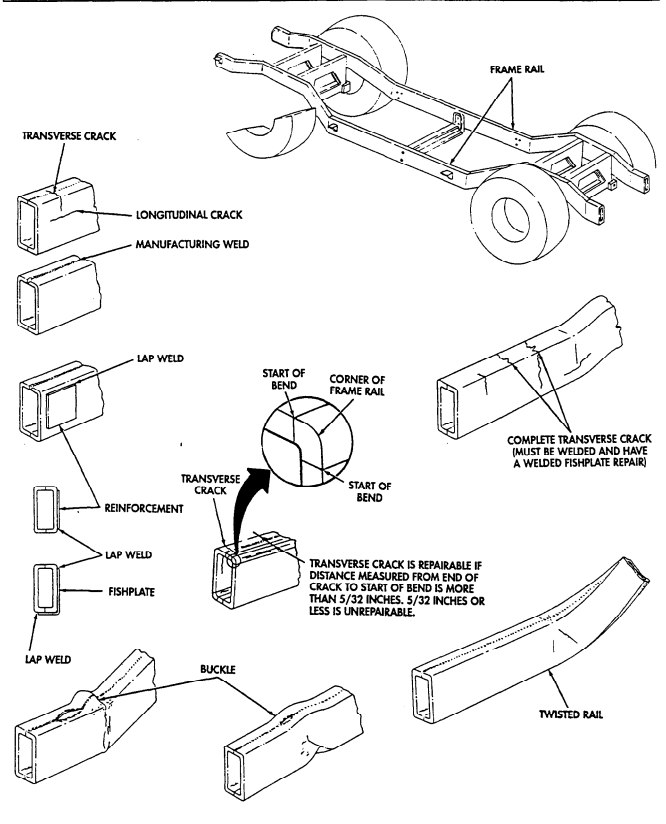 FRAME RAIL
TRANSVERSE CRACK
LONGITUDINAL CRACK
MANUFACTURING WELD
LAP WELD
START OF
BEND
CORNER OF
FRAME RAIL
COMPLETE TRANSVERSE CRACK
(MUST BE WELDED AND HAVE
A WELDED FISHPLATE REPAIR)
TRANSVERSE
CRACK
START OF
BEND
REINFORCEMENT
LAP WELD
TRANSVERSE CRACK IS REPAIRABLE IF
DISTANCE MEASURED FROM END OF
CRACK TO START OF BEND IS MORE
THAN 5/32 INCHES. 5/32 INCHES OR
LESS IS UNREPAIRABLE.
FISHPLATE
LAP WELD
BUCKLE
TWISTED RAIL